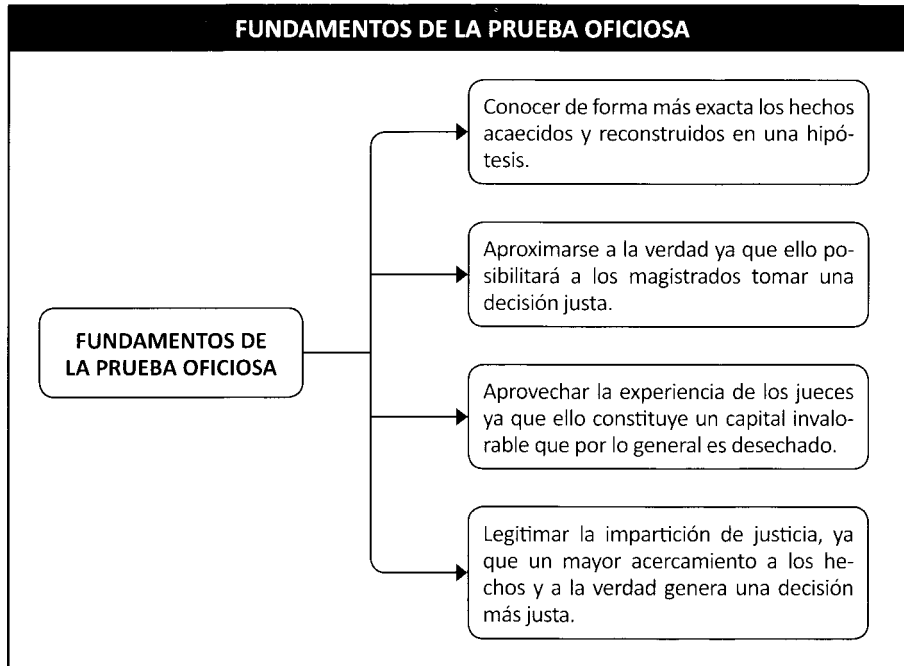 FUNDAMENTOS DE LA PRUEBA OFICIOSA
Conocer de forma más exacta los hechos
acaecidos y reconstruidos en una hipó-
tesis.
Aproximarse a la verdad ya que ello po-
sibilitará a los magistrados tomar una
decisión justa.
FUNDAMENTOS DE
LA PRUEBA OFICIOSA
Aprovechar la experiencia de los jueces
ya que ello constituye un capital invalo-
rable que por lo general es desechado.
Legitimar la impartición de justicia, ya
que un mayor acercamiento a los he-
chos y a la verdad genera una decisión
más justa.